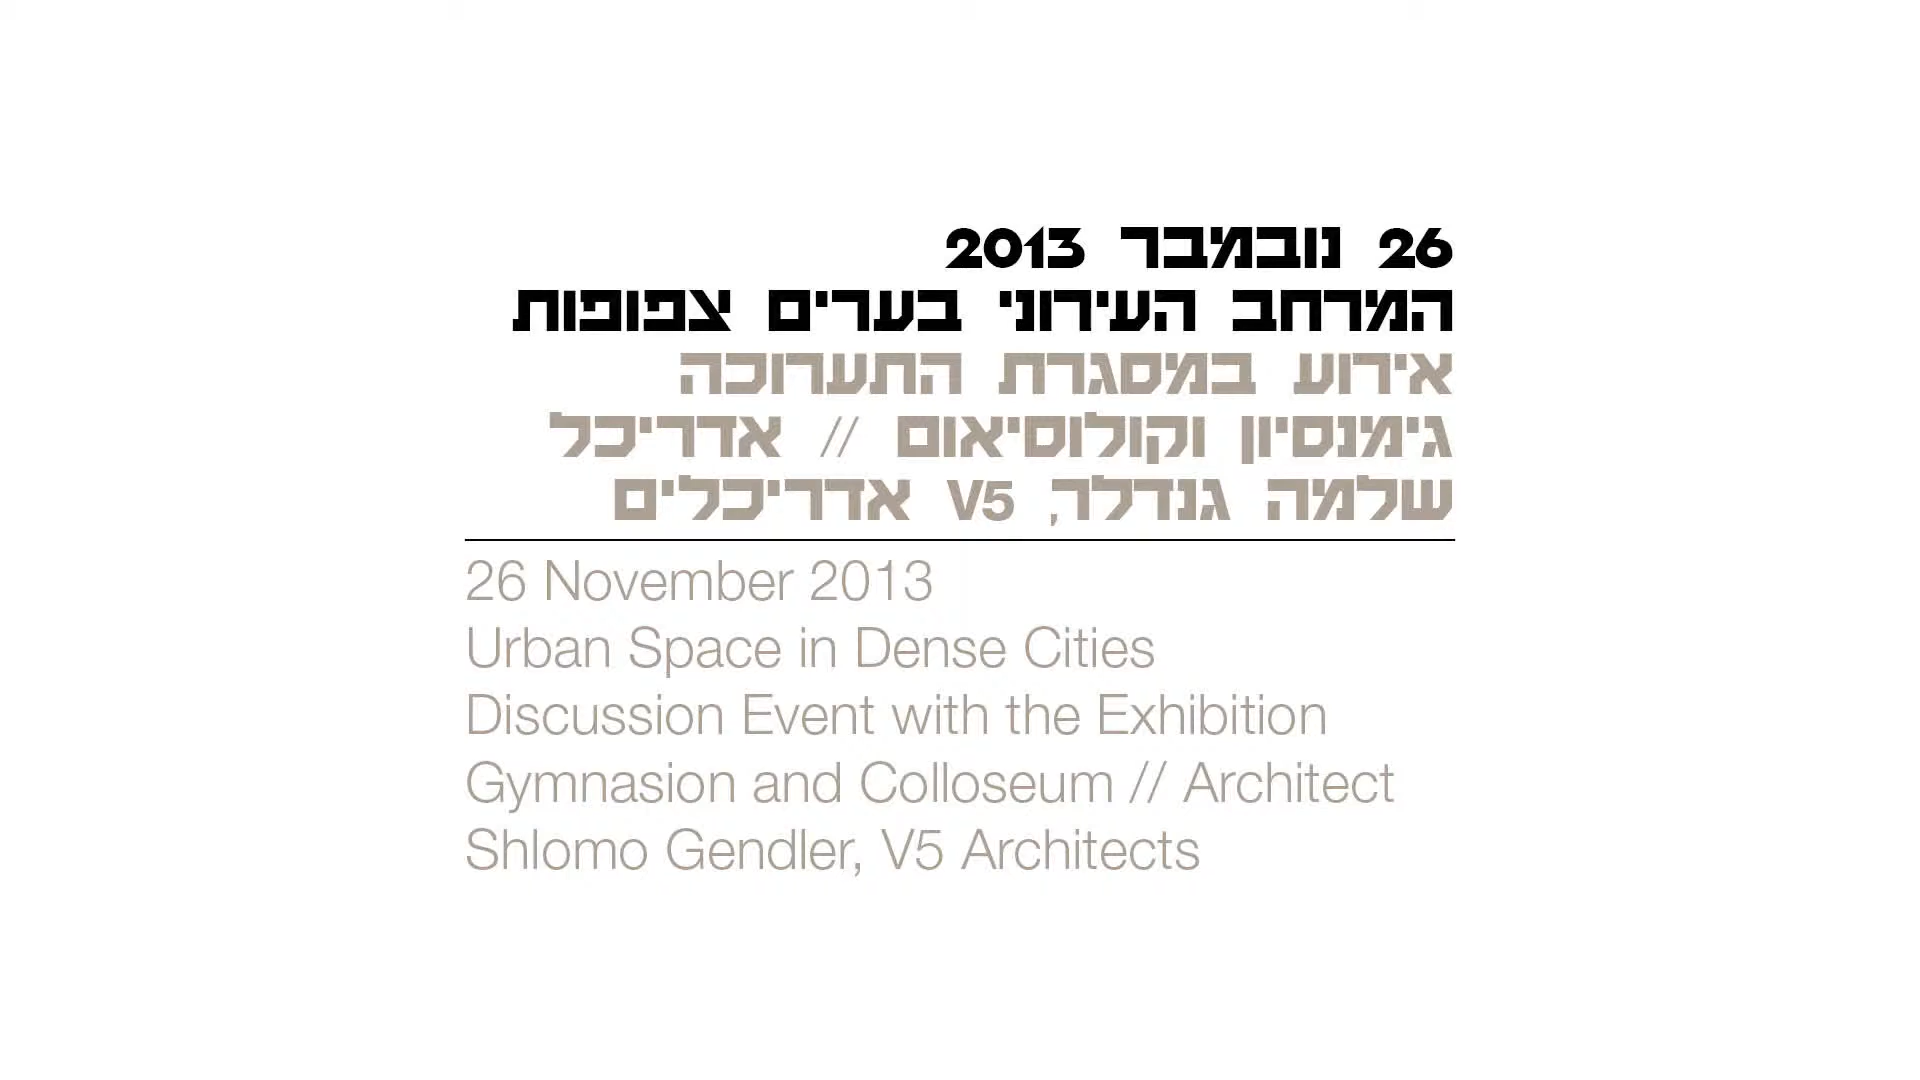 26 נובמבר 2013
המרחב העירוני בערים צפופות
אירוע במסגרת התערוכה
גימנסיון וקולוסיאום // אדריכל
שלמה גנדלר, V5 אדריכלים
26 November 2013
Urban Space in Dense Cities
Discussion Event with the Exhibition
Gymnasion and Colloseum // Architect
Shlomo Gendler, V5 Architects